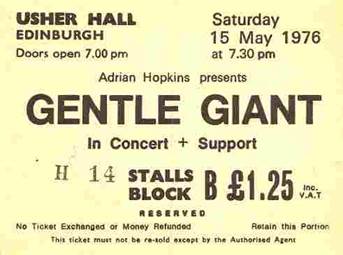 USHER HALL Saturday
EDINBURGH 15 May 1976
Doors open 7.00 pm at 7.30 pm
Adrian Hopkins presents
GENTLE GIANT
In Concert + Support
H 14 STALLS BLOCK B £1.25 Inc. V.A.T
RESERVED
No Ticket Exchanged or Money Refunded Retain this Portion
This ticket must not be re-sold except by the Authorised Agent